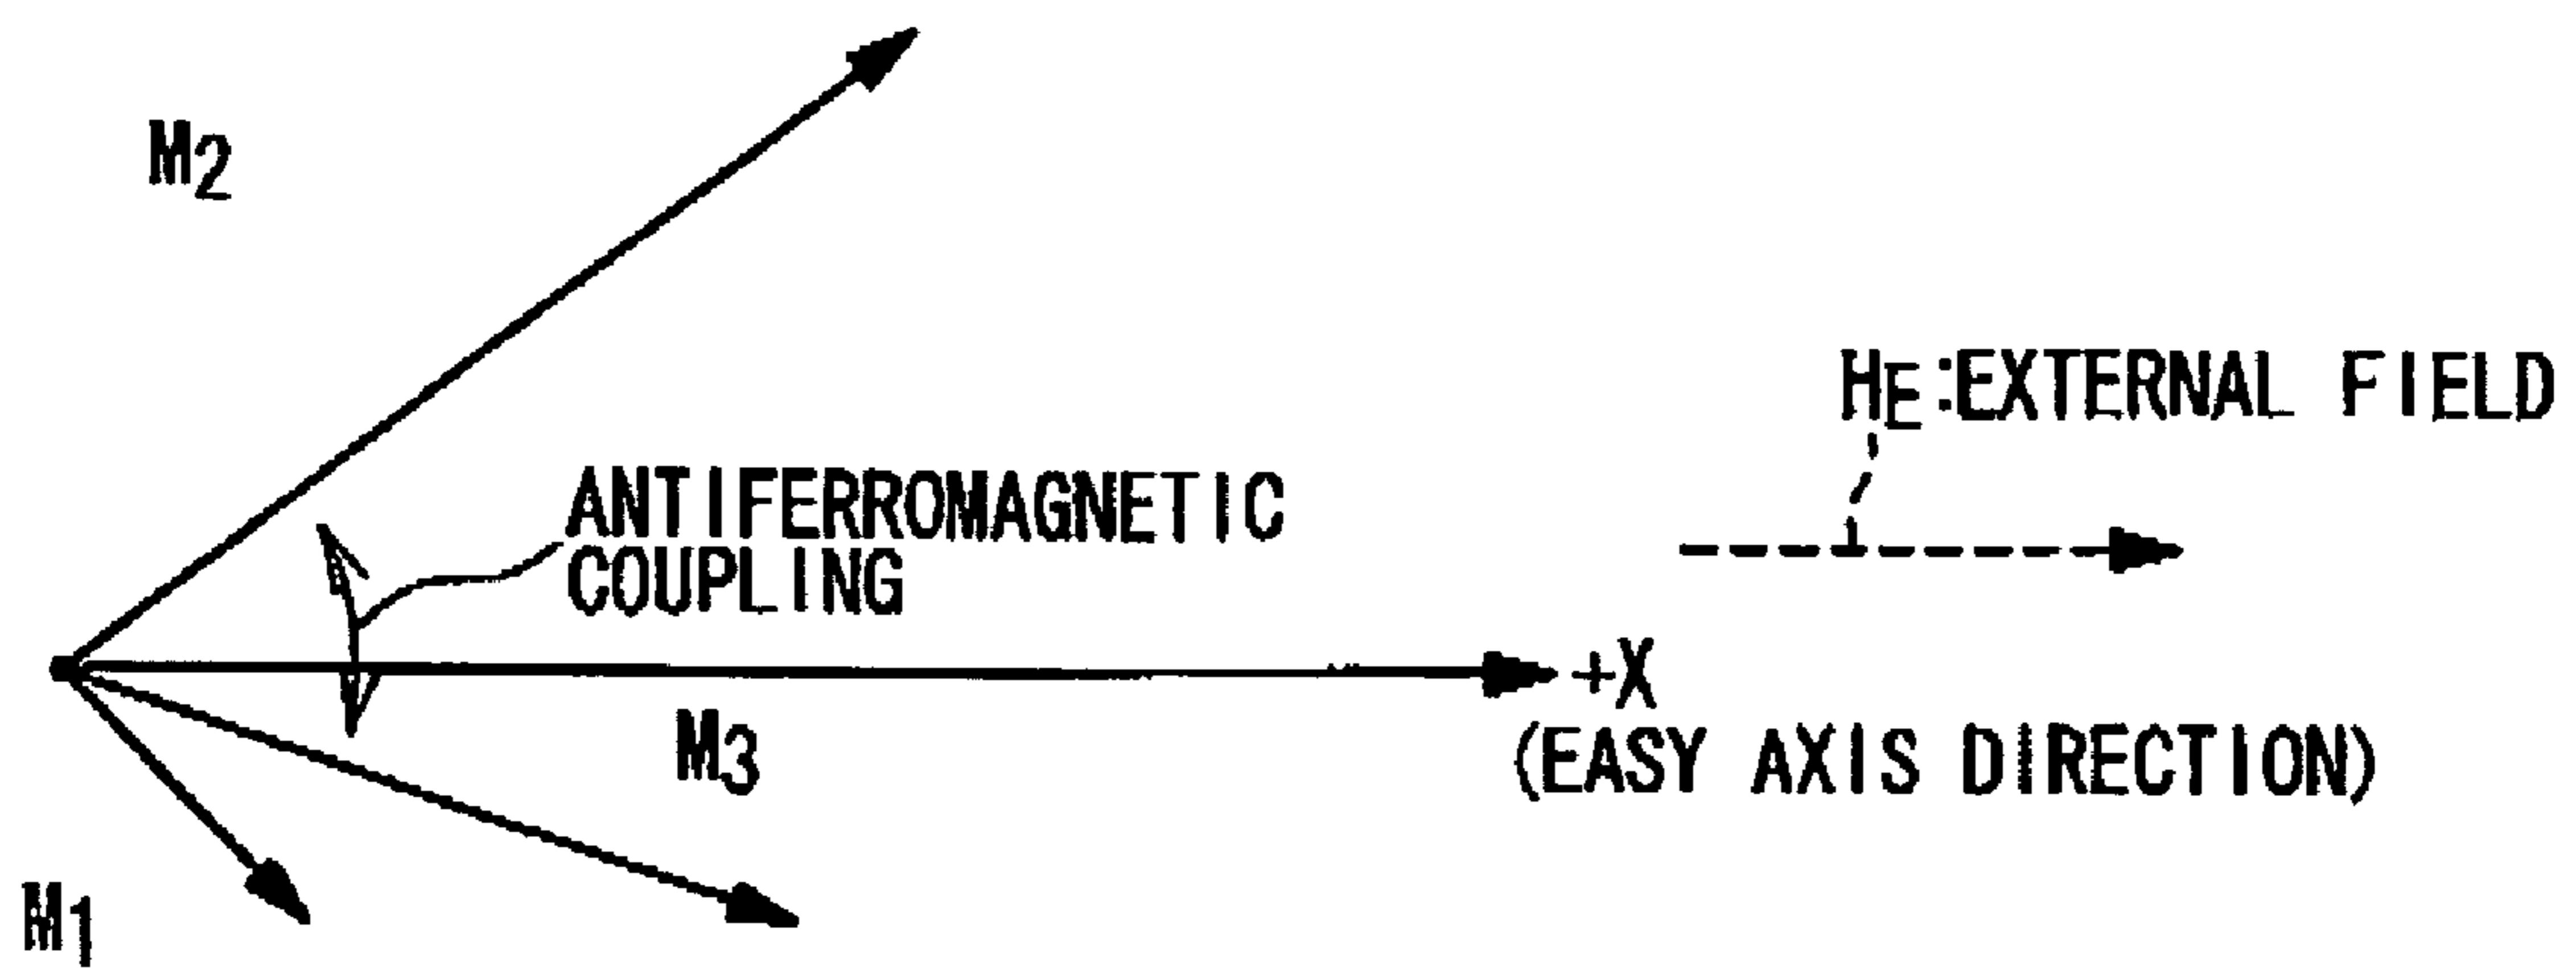 M2
HE:EXTERNAL FIELD
ANTIFERROMAGNETIC
COUPLING
+X
(EASY AXIS DIRECTION)
M3
M1